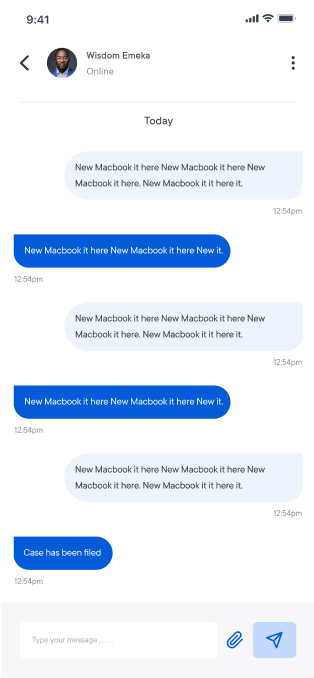 9:41
Wisdom Emeka
Online
Today
New Macbook it here New Macbook it here New
Macbook it here. New Macbook it it here it.
12:54pm
New Macbook it here New Macbook it here New it.
12:54pm
New Macbook it here New Macbook it here New
Macbook it here. New Macbook it it here it.
12:54pm
New Macbook it here New Macbook it here New it.
12:54pm
New Macbook it here New Macbook it here New
Macbook it here. New Macbook it it here it.
12:54pm
Case has been filed
12:54pm
Type your message . . . . .